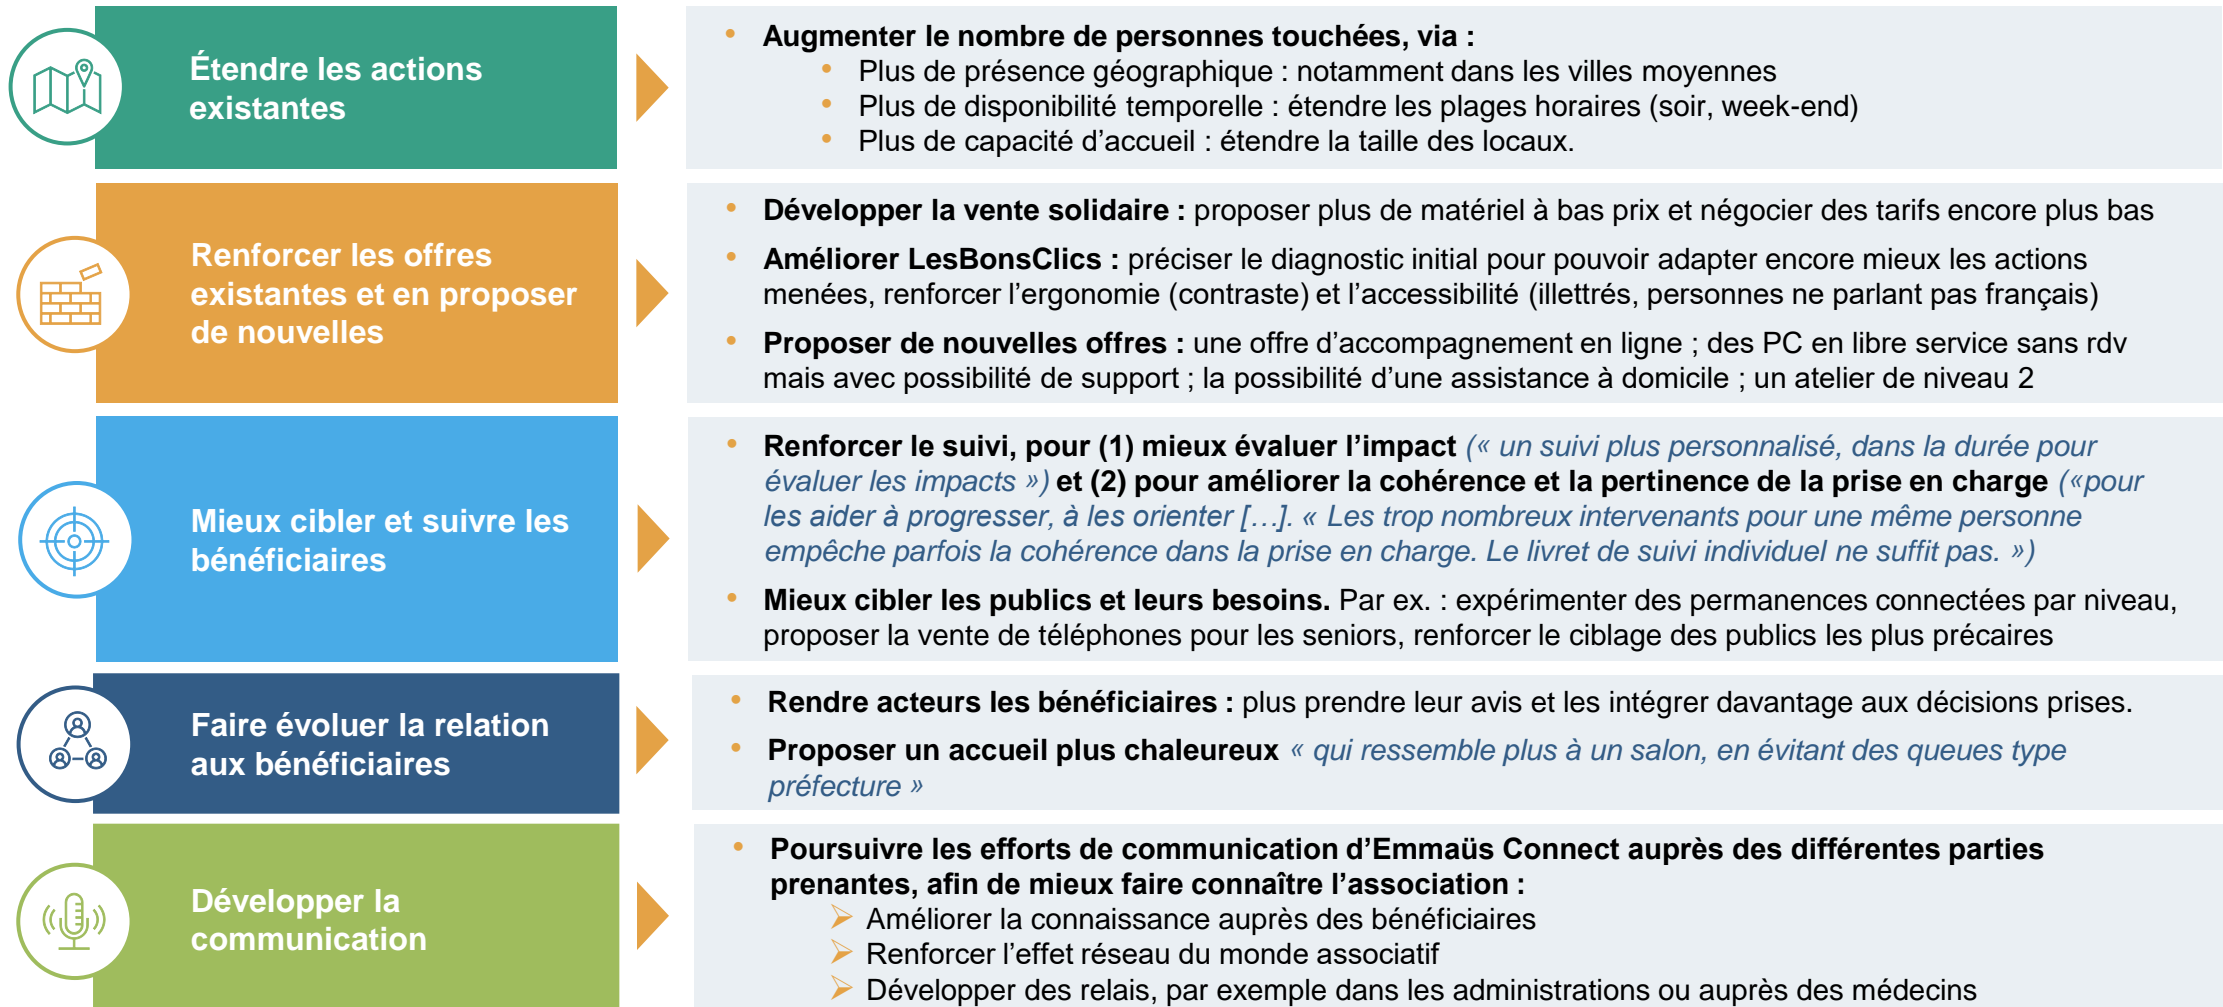 Étendre les actions
existantes
• Augmenter le nombre de personnes touchées, via :
• Plus de présence géographique : notamment dans les villes moyennes
• Plus de disponibilité temporelle : étendre les plages horaires (soir, week-end)
• Plus de capacité d’accueil : étendre la taille des locaux.
Renforcer les offres
existantes et en proposer
de nouvelles
• Développer la vente solidaire : proposer plus de matériel à bas prix et négocier des tarifs encore plus bas
• Améliorer LesBonsClics : préciser le diagnostic initial pour pouvoir adapter encore mieux les actions
menées, renforcer l’ergonomie (contraste) et l’accessibilité (illettrés, personnes ne parlant pas français)
• Proposer de nouvelles offres : une offre d’accompagnement en ligne ; des PC en libre service sans rdv
mais avec possibilité de support ; la possibilité d’une assistance à domicile ; un atelier de niveau 2
Mieux cibler et suivre les
bénéficiaires
• Renforcer le suivi, pour (1) mieux évaluer l’impact (« un suivi plus personnalisé, dans la durée pour
évaluer les impacts ») et (2) pour améliorer la cohérence et la pertinence de la prise en charge («pour
les aider à progresser, à les orienter […]. « Les trop nombreux intervenants pour une même personne
empêche parfois la cohérence dans la prise en charge. Le livret de suivi individuel ne suffit pas. »)
• Mieux cibler les publics et leurs besoins. Par ex. : expérimenter des permanences connectées par niveau,
proposer la vente de téléphones pour les seniors, renforcer le ciblage des publics les plus précaires
Faire évoluer la relation
aux bénéficiaires
• Rendre acteurs les bénéficiaires : plus prendre leur avis et les intégrer davantage aux décisions prises.
• Proposer un accueil plus chaleureux « qui ressemble plus à un salon, en évitant des queues type
préfecture »
Développer la
communication
• Poursuivre les efforts de communication d’Emmaüs Connect auprès des différentes parties
prenantes, afin de mieux faire connaître l’association :
➢ Améliorer la connaissance auprès des bénéficiaires
➢ Renforcer l’effet réseau du monde associatif
➢ Développer des relais, par exemple dans les administrations ou auprès des médecins